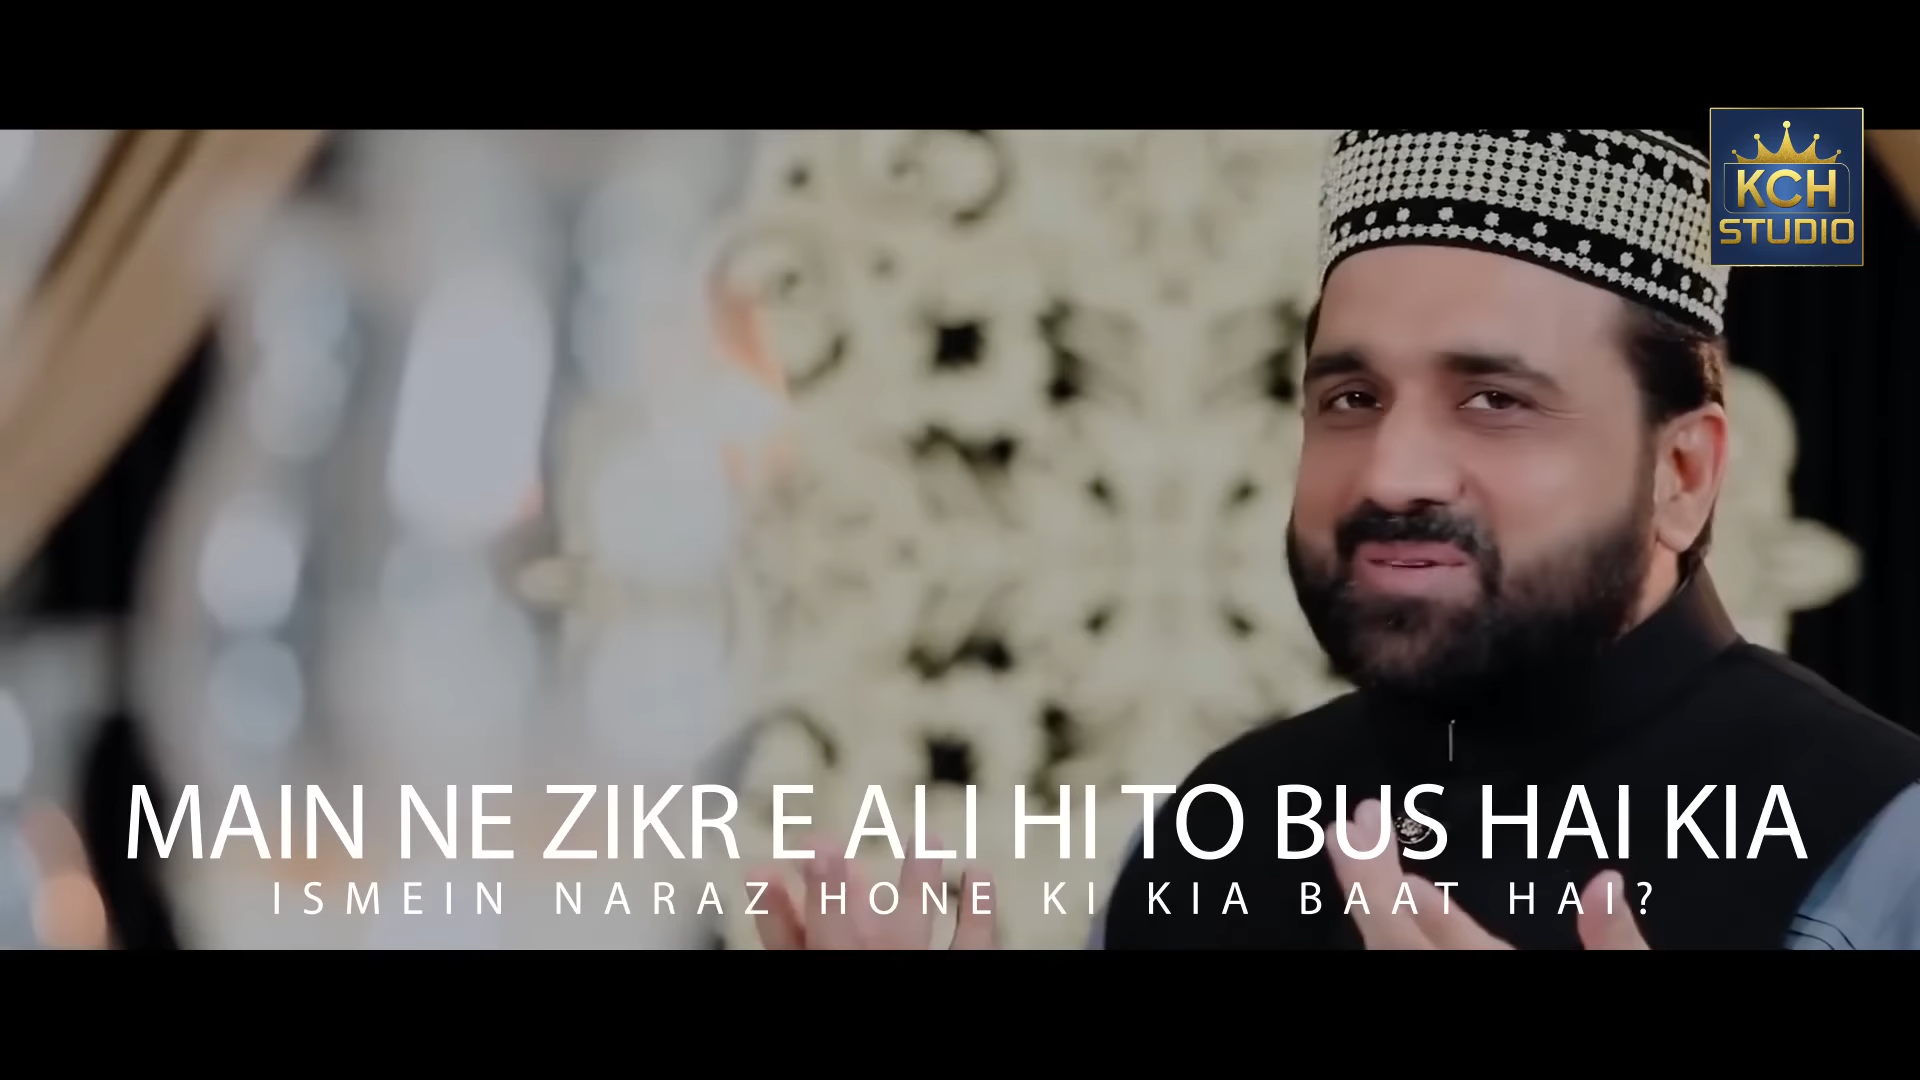 KCH
STUDIO
MAIN NE ZIKR E ALI HI TO BUS HAI KIA
ISMEIN NARAZ HONE KI KIA BAAT HAI?